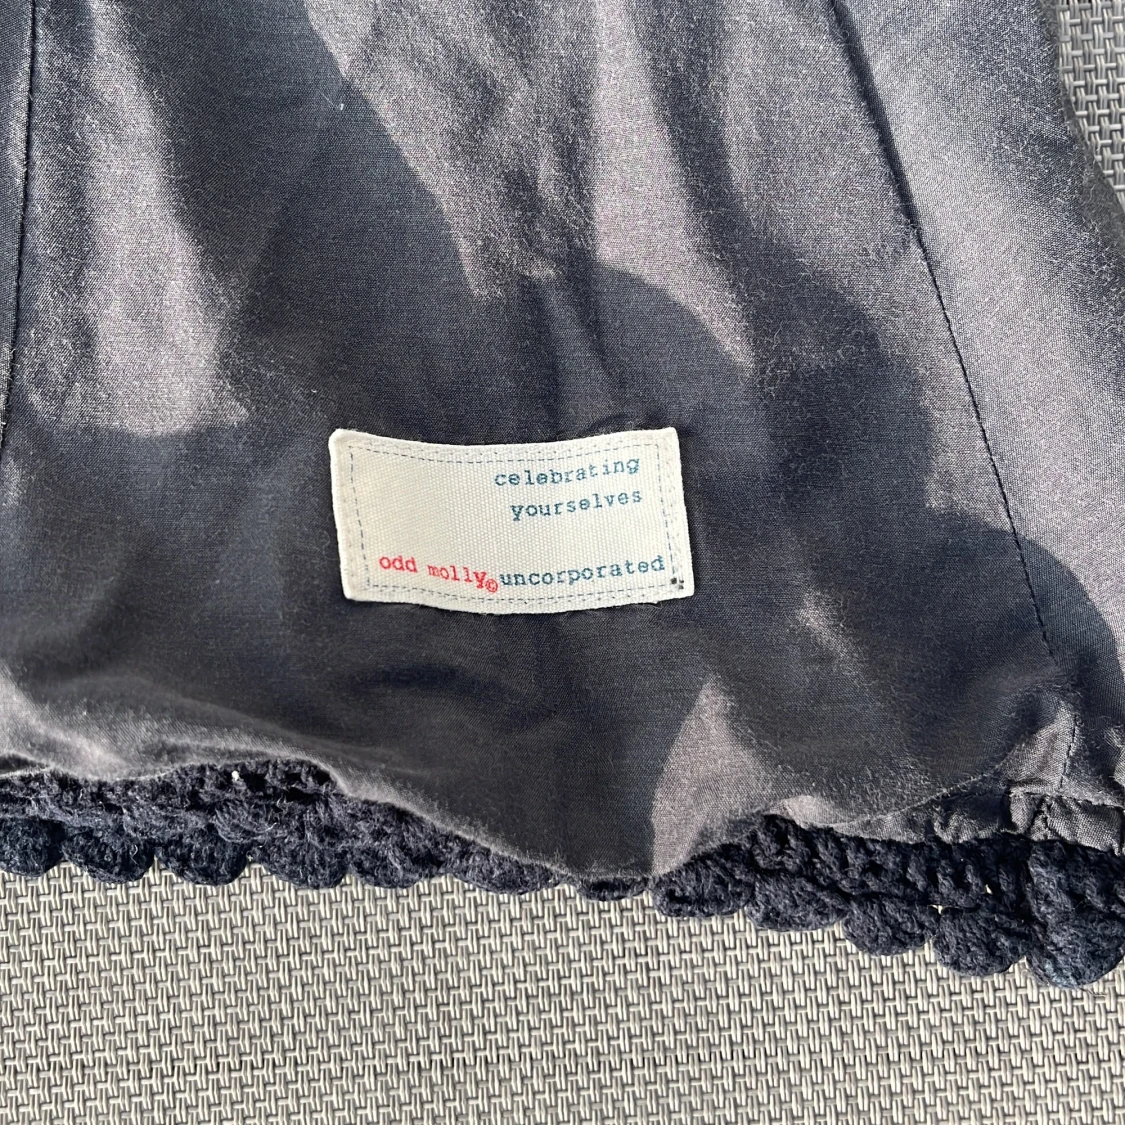 celebrating
yourselves
odd molly© uncorporated